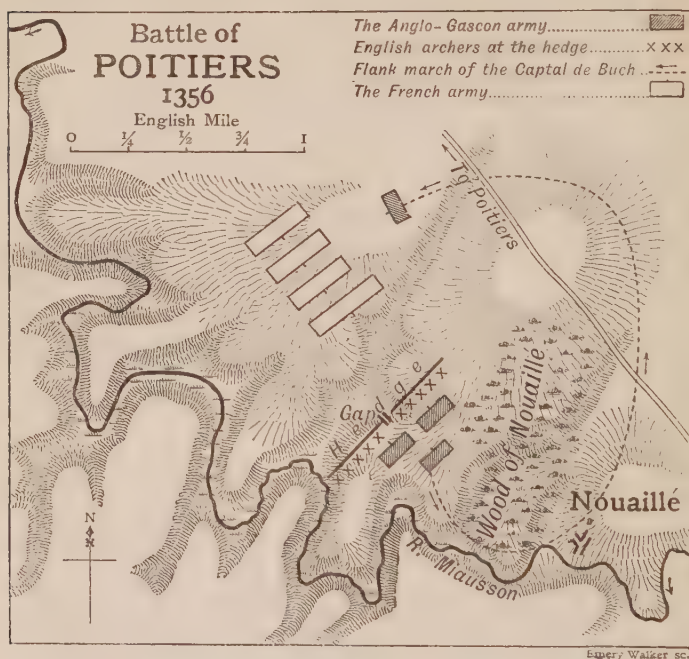 Battle of
POITIERS
1356
English Mile
0 ¼ ½ ¾ 1
The Anglo-Gascon army
English archers at the hedge
Flank march of the Captal de Buch
The French army
To Poitiers
Hedge
Gap
Wood of Nouaillé
Nouaillé
R. Miausson
N
Emery Walker sc.